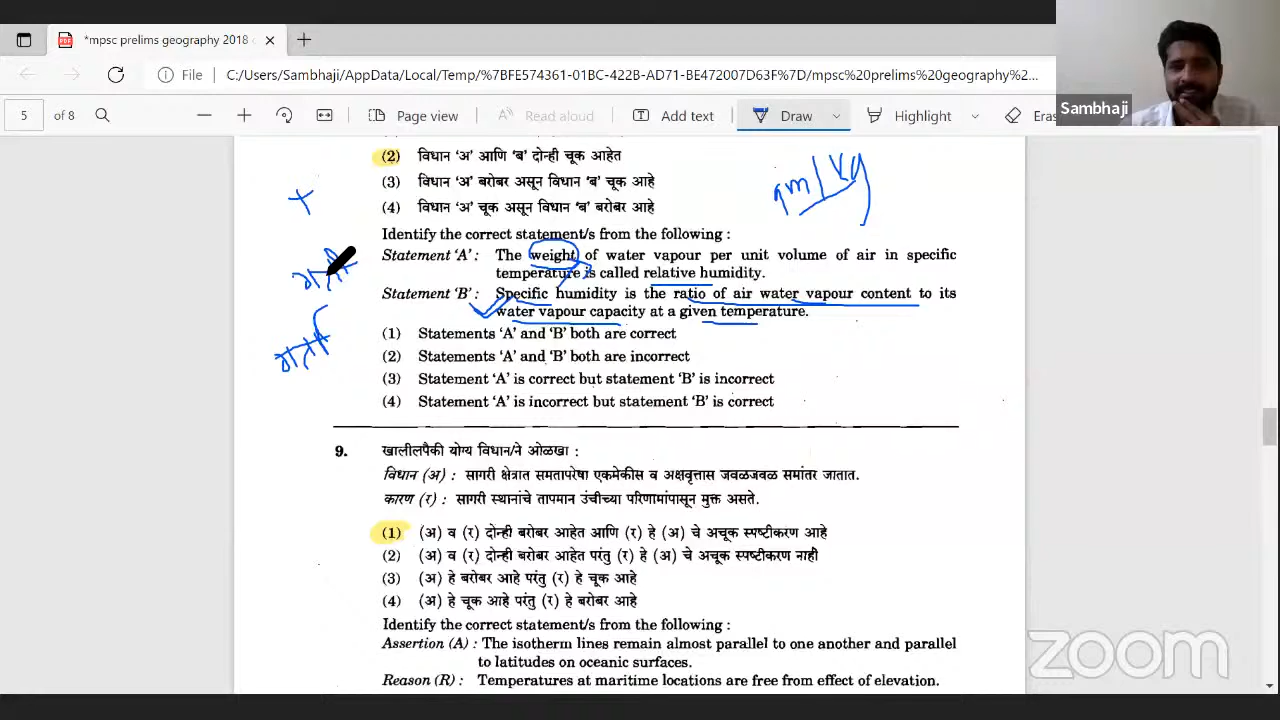 *mpsc prelims geography 2018
File C:/Users/Sambhaji/AppData/Local/Temp/%7BFE574361-01BC-422B-AD71-BE472007D63F%7D/mpsc%20prelims%20geography%2...
Sambhaji
5 of 8 Page view Read aloud Add text Draw Highlight
(2) विधान ‘अ’ आणि ‘ब’ दोन्ही चूक आहेत
(3) विधान ‘अ’ बरोबर असून विधान ‘ब’ चूक आहे
gm/kg
(4) विधान ‘अ’ चूक असून विधान ‘ब’ बरोबर आहे
Identify the correct statement/s from the following :
Statement ‘A’ : The weight of water vapour per unit volume of air in specific
temperature is called relative humidity.
Statement ‘B’ : Specific humidity is the ratio of air water vapour content to its
water vapour capacity at a given temperature.
(1) Statements ‘A’ and ‘B’ both are correct
(2) Statements ‘A’ and ‘B’ both are incorrect
(3) Statement ‘A’ is correct but statement ‘B’ is incorrect
(4) Statement ‘A’ is incorrect but statement ‘B’ is correct
9. खालीलपैकी योग्य विधान/ने ओळखा :
विधान (अ) : सागरी क्षेत्रात समतापरेषा एकमेकीस व अक्षवृत्तास जवळजवळ समांतर जातात.
कारण (र) : सागरी स्थानांचे तापमान उंचीच्या परिणामांपासून मुक्त असते.
(1) (अ) व (र) दोन्ही बरोबर आहेत आणि (र) हे (अ) चे अचूक स्पष्टीकरण आहे
(2) (अ) व (र) दोन्ही बरोबर आहेत परंतु (र) हे (अ) चे अचूक स्पष्टीकरण नाही
(3) (अ) हे बरोबर आहे परंतु (र) हे चूक आहे
(4) (अ) हे चूक आहे परंतु (र) हे बरोबर आहे
Identify the correct statement/s from the following :
Assertion (A) : The isotherm lines remain almost parallel to one another and parallel
to latitudes on oceanic surfaces.
Reason (R) : Temperatures at maritime locations are free from effect of elevation.
zoom